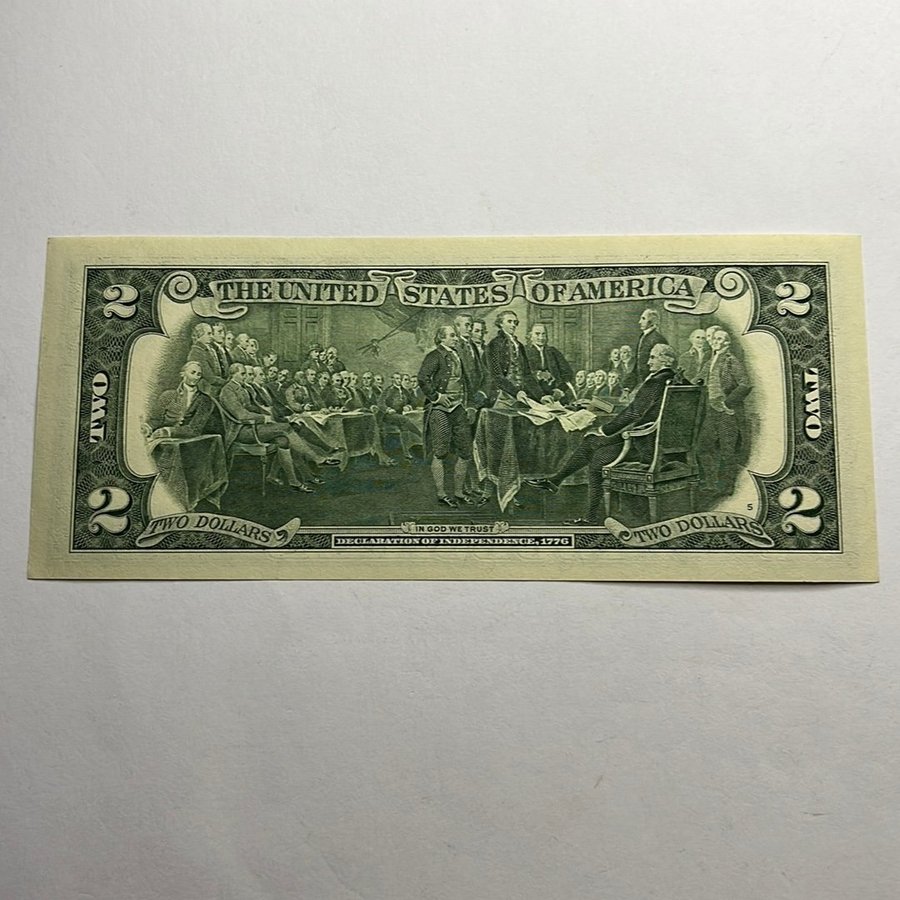 THE UNITED STATES OF AMERICA
2 2
TWO TWO
2 2
5
TWO DOLLARS IN GOD WE TRUST TWO DOLLARS
DECLARATION OF INDEPENDENCE, 1776